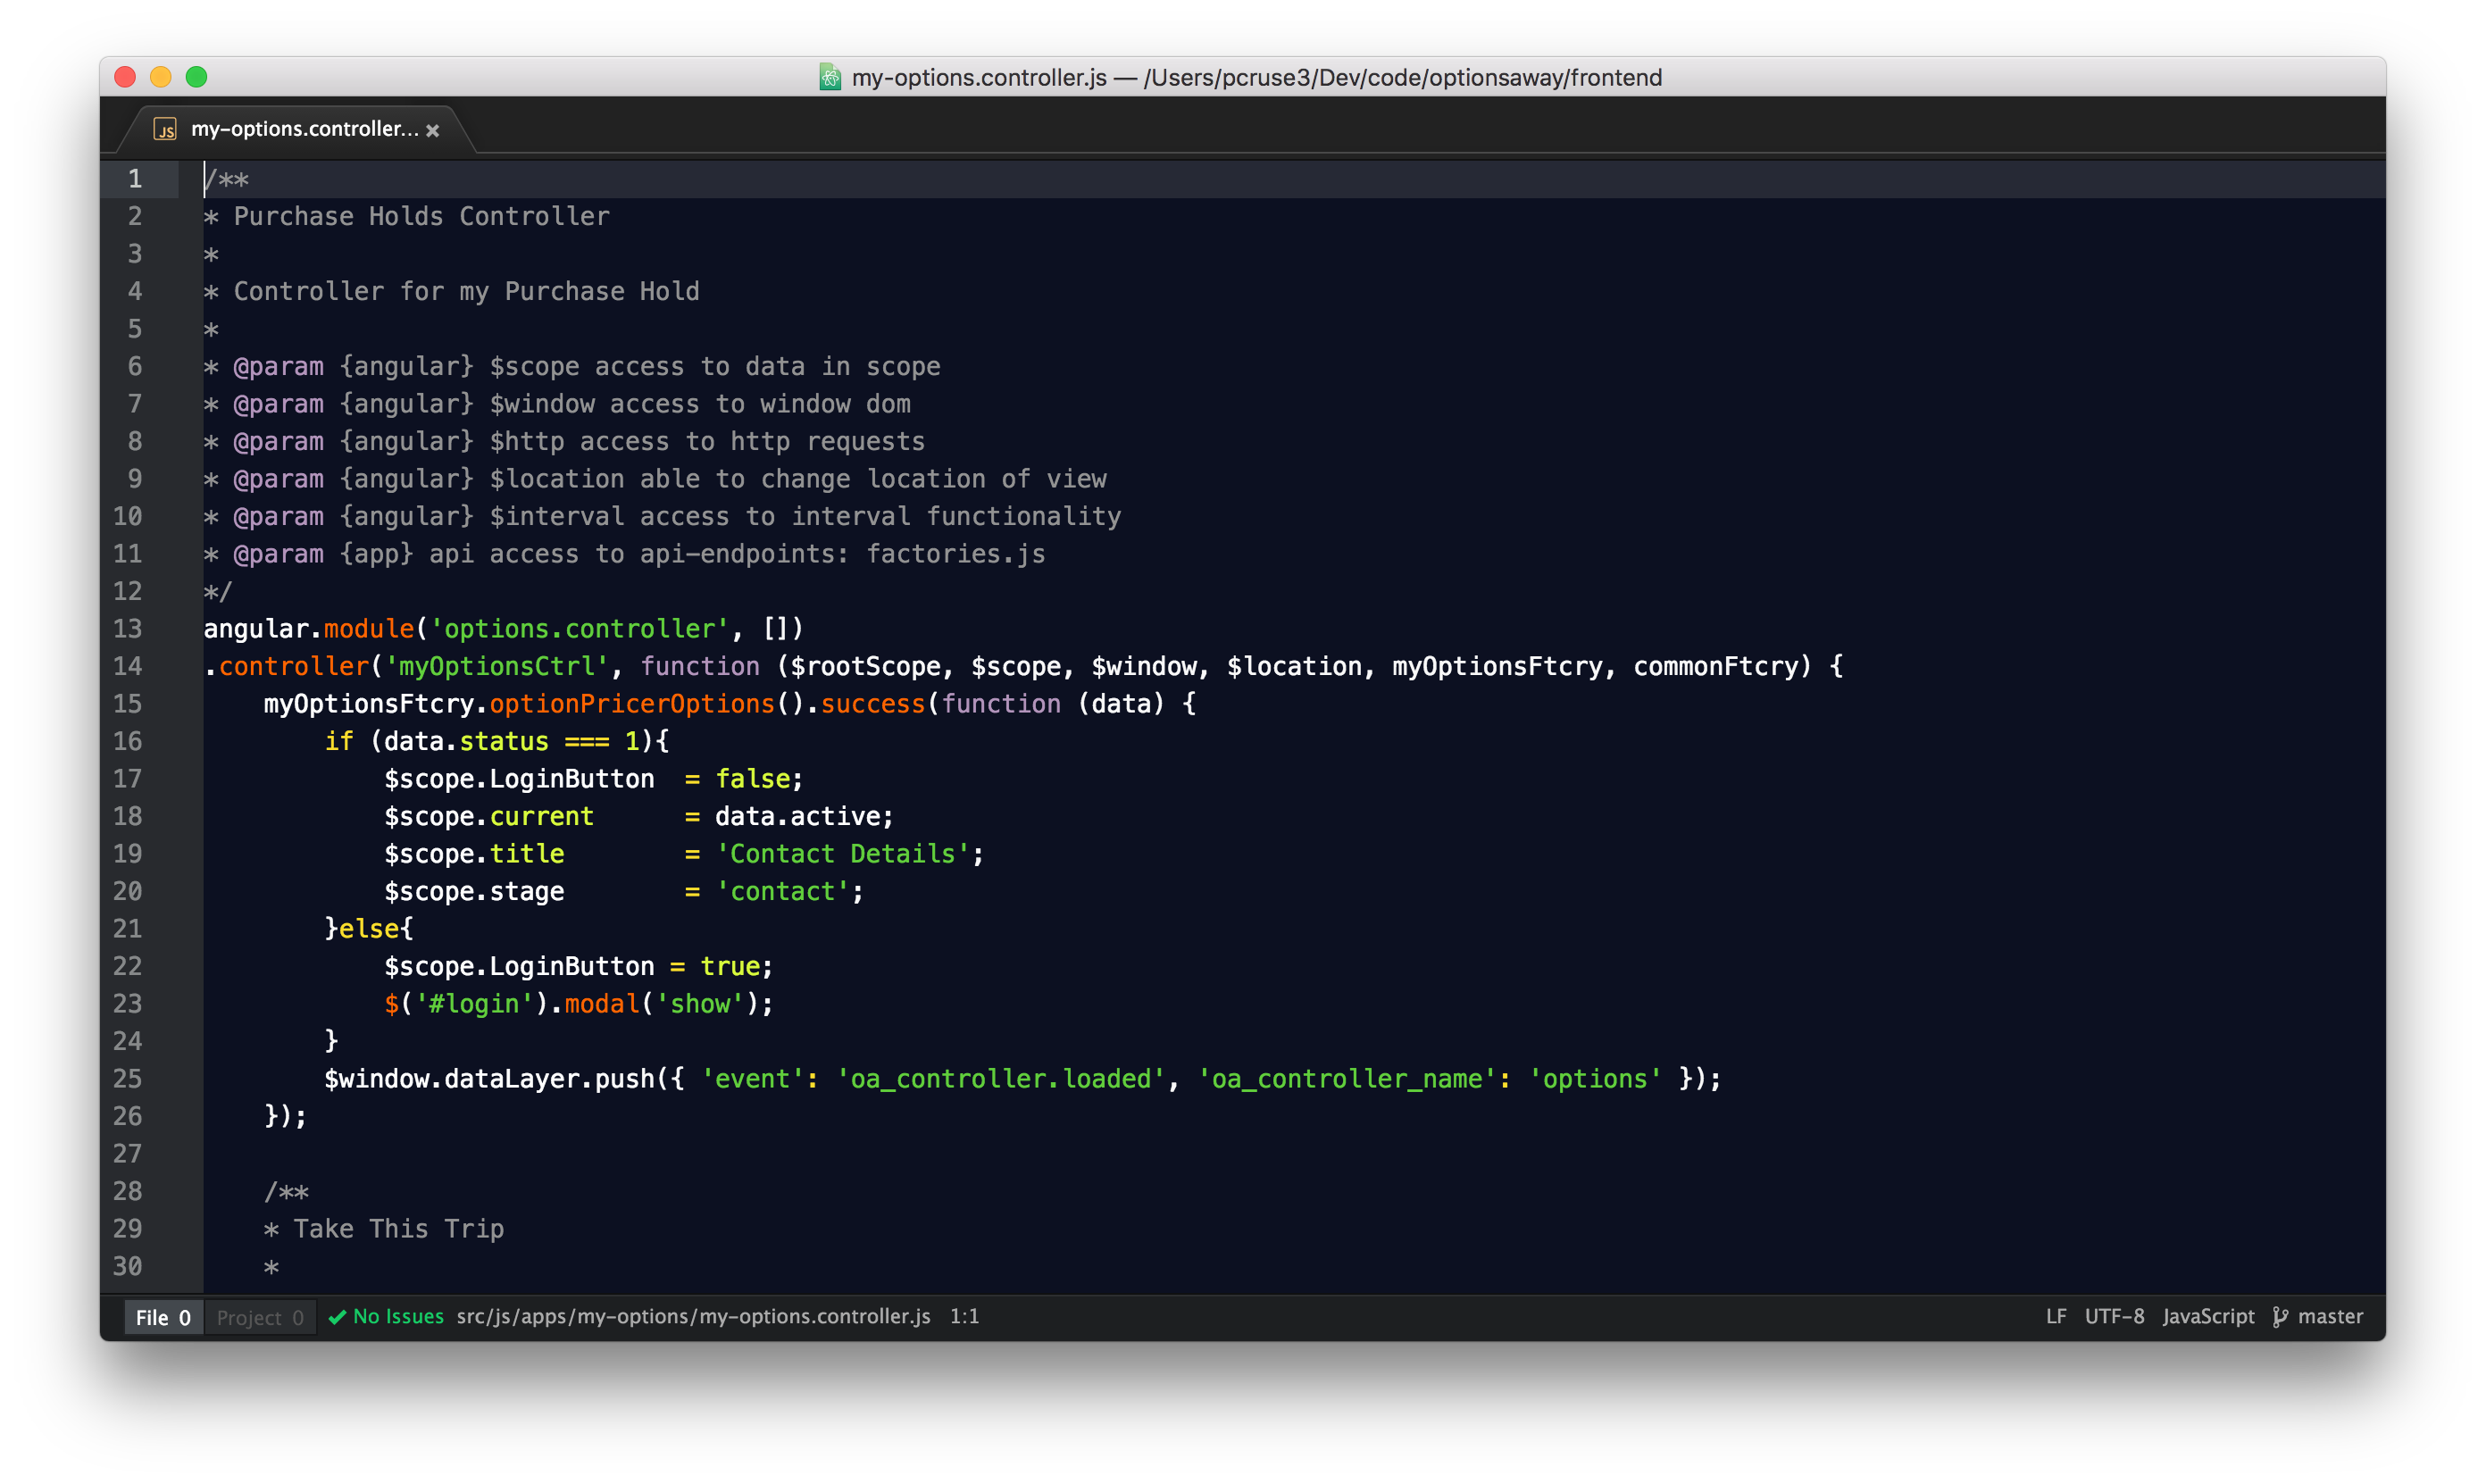 my-options.controller.js — /Users/pcruse3/Dev/code/optionsaway/frontend
JS my-options.controller... ×
1 /**
2 * Purchase Holds Controller
3 *
4 * Controller for my Purchase Hold
5 *
6 * @param {angular} $scope access to data in scope
7 * @param {angular} $window access to window dom
8 * @param {angular} $http access to http requests
9 * @param {angular} $location able to change location of view
10 * @param {angular} $interval access to interval functionality
11 * @param {app} api access to api-endpoints: factories.js
12 */
13 angular.module('options.controller', [])
14 .controller('myOptionsCtrl', function ($rootScope, $scope, $window, $location, myOptionsFtcry, commonFtcry) {
15     myOptionsFtcry.optionPricerOptions().success(function (data) {
16         if (data.status === 1){
17             $scope.LoginButton  = false;
18             $scope.current      = data.active;
19             $scope.title        = 'Contact Details';
20             $scope.stage        = 'contact';
21         }else{
22             $scope.LoginButton = true;
23             $('#login').modal('show');
24         }
25         $window.dataLayer.push({ 'event': 'oa_controller.loaded', 'oa_controller_name': 'options' });
26     });
27
28     /**
29     * Take This Trip
30     *
File 0 Project 0 ✓ No Issues src/js/apps/my-options/my-options.controller.js 1:1 LF UTF-8 JavaScript master